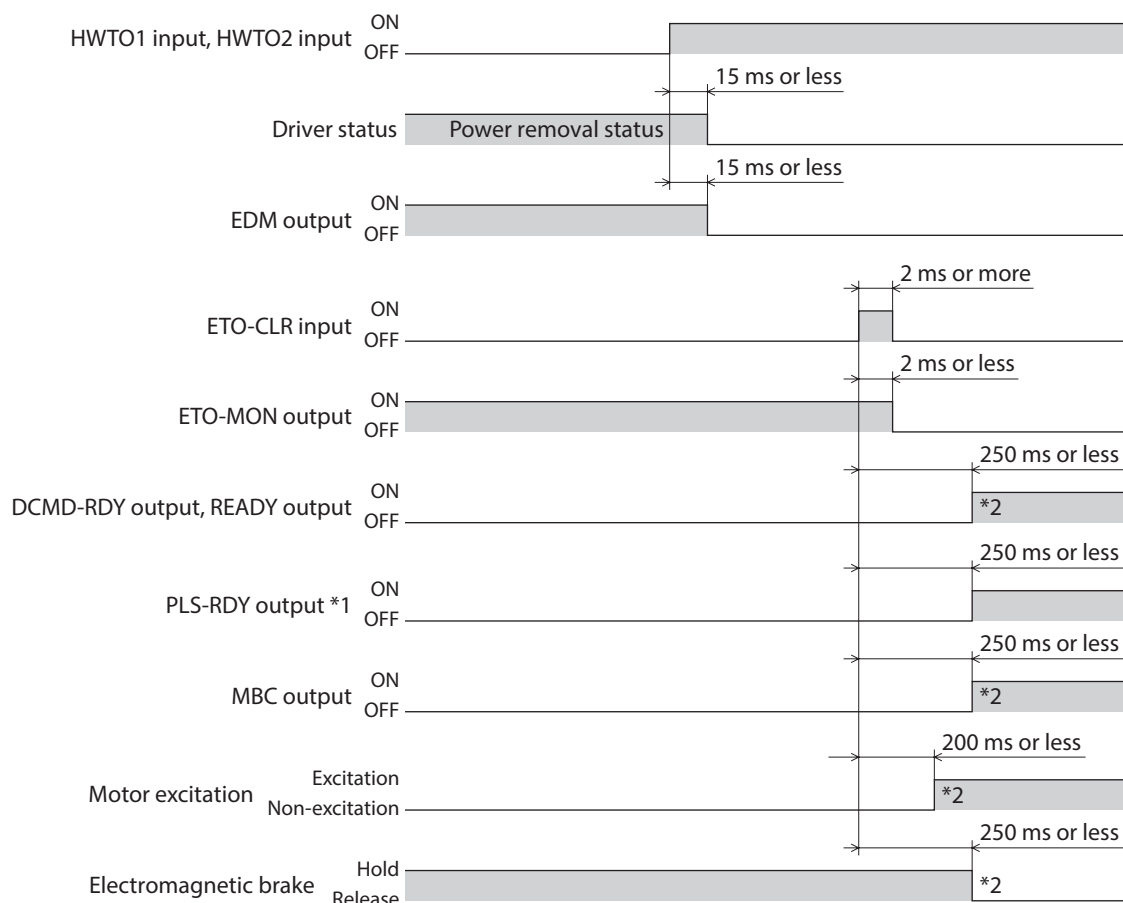 HWTO1 input, HWTO2 input
ON
OFF
15 ms or less
Driver status
Power removal status
15 ms or less
EDM output
ON
OFF
2 ms or more
ETO-CLR input
ON
OFF
2 ms or less
ETO-MON output
ON
OFF
250 ms or less
DCMD-RDY output, READY output
ON
OFF
*2
250 ms or less
PLS-RDY output *1
ON
OFF
250 ms or less
MBC output
ON
OFF
*2
200 ms or less
Motor excitation
Excitation
Non-excitation
*2
250 ms or less
Electromagnetic brake
Hold
Release
*2